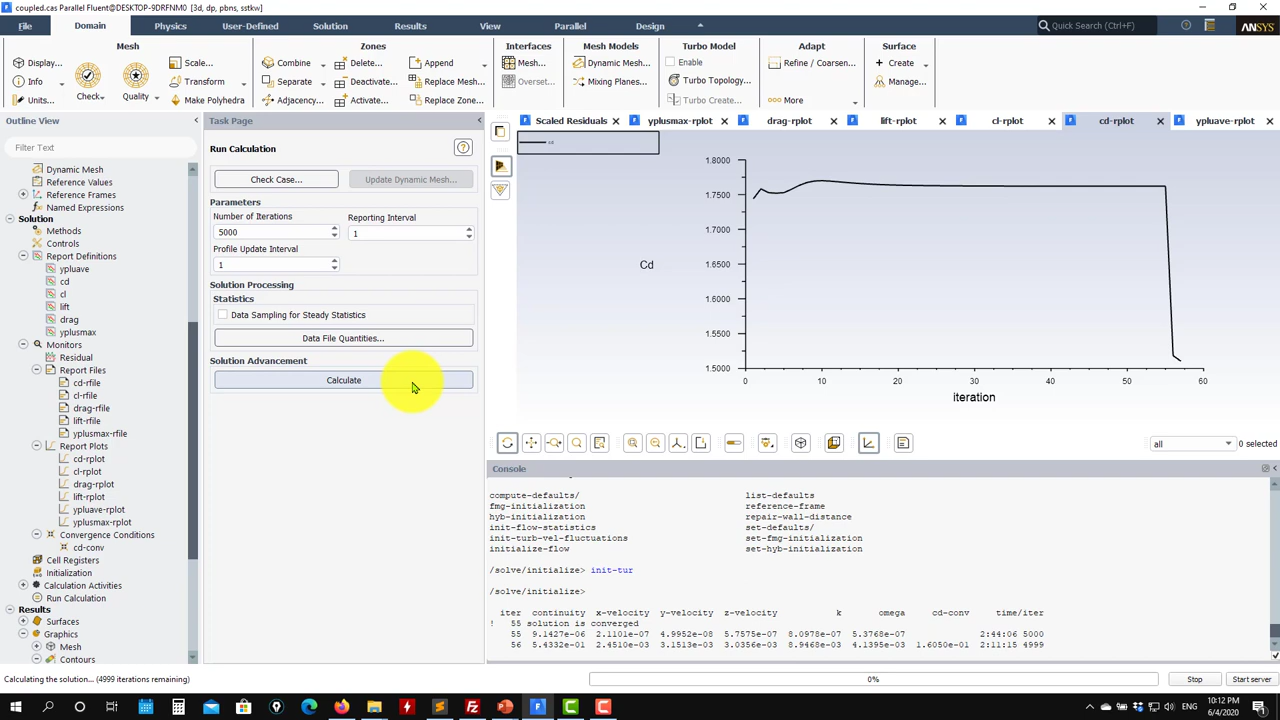 coupled.cas Parallel Fluent@DESKTOP-9DRFNM0 [3d, dp, pbns, sstkw]
File Domain Physics User-Defined Solution Results View Parallel Design Quick Search (Ctrl+F) ANSYS
Mesh Zones Interfaces Mesh Models Turbo Model Adapt Surface
Display... Scale... Combine Delete... Append Mesh... Dynamic Mesh... Enable Refine / Coarsen... Create
Info Check Quality Transform Separate Deactivate... Replace Mesh... Overset... Mixing Planes... Turbo Topology... Manage...
Units... Make Polyhedra Adjacency... Activate... Replace Zone... Turbo Create... More
Outline View
Filter Text
Dynamic Mesh
Reference Values
Reference Frames
Named Expressions
Solution
Methods
Controls
Report Definitions
ypluave
cd
cl
lift
drag
yplusmax
Monitors
Residual
Report Files
cd-rfile
cl-rfile
drag-rfile
lift-rfile
yplusmax-rfile
Report Plots
cd-rplot
cl-rplot
drag-rplot
lift-rplot
ypluave-rplot
yplusmax-rplot
Convergence Conditions
cd-conv
Cell Registers
Initialization
Calculation Activities
Run Calculation
Results
Surfaces
Graphics
Mesh
Contours
Task Page
Run Calculation
Check Case... Update Dynamic Mesh...
Parameters
Number of Iterations Reporting Interval
5000 1
Profile Update Interval
1
Solution Processing
Statistics
Data Sampling for Steady Statistics
Data File Quantities...
Solution Advancement
Calculate
Scaled Residuals yplusmax-rplot drag-rplot lift-rplot cl-rplot cd-rplot ypluave-rplot
cd
1.8000
1.7500
1.7000
Cd 1.6500
1.6000
1.5500
1.5000
0 10 20 30 40 50 60
iteration
all 0 selected
Console
compute-defaults/ list-defaults
fmg-initialization reference-frame
hyb-initialization repair-wall-distance
init-flow-statistics set-defaults/
init-turb-vel-fluctuations set-fmg-initialization
initialize-flow set-hyb-initialization
/solve/initialize> init-tur
/solve/initialize>
iter continuity x-velocity y-velocity z-velocity k omega cd-conv time/iter
! 55 solution is converged
55 9.1427e-06 2.1101e-07 4.9952e-08 5.7575e-07 8.0978e-07 5.3768e-07 2:44:06 5000
56 5.4332e-01 2.4510e-03 3.1513e-03 3.0356e-03 8.9468e-03 4.1395e-03 1.6050e-01 2:11:15 4999
Calculating the solution... (4999 iterations remaining) 0% Stop Start server
ENG 10:12 PM
6/4/2020